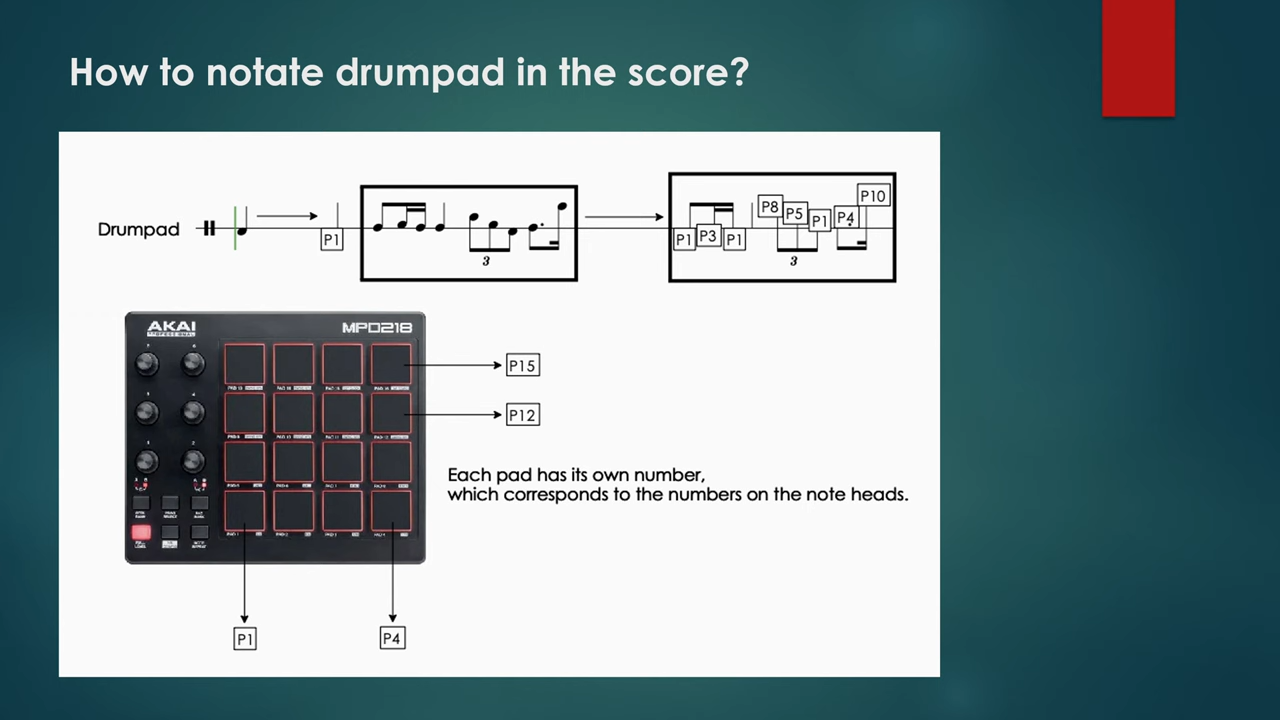 How to notate drumpad in the score?
Drumpad
P1
3
P1
P3
P1
P8
P5
P1
P4
P10
3
AKAI
PROFESSIONAL
MPD218
P15
P12
Each pad has its own number,
which corresponds to the numbers on the note heads.
P1
P4